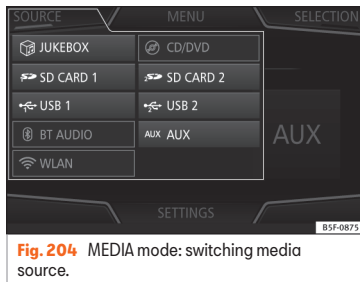 SOURCE MENU SELECTION
JUKEBOX CD/DVD
SD CARD 1 SD CARD 2
USB 1 USB 2
BT AUDIO AUX AUX
WLAN
AUX
SETTINGS
B5F-0875
Fig. 204 MEDIA mode: switching media
source.